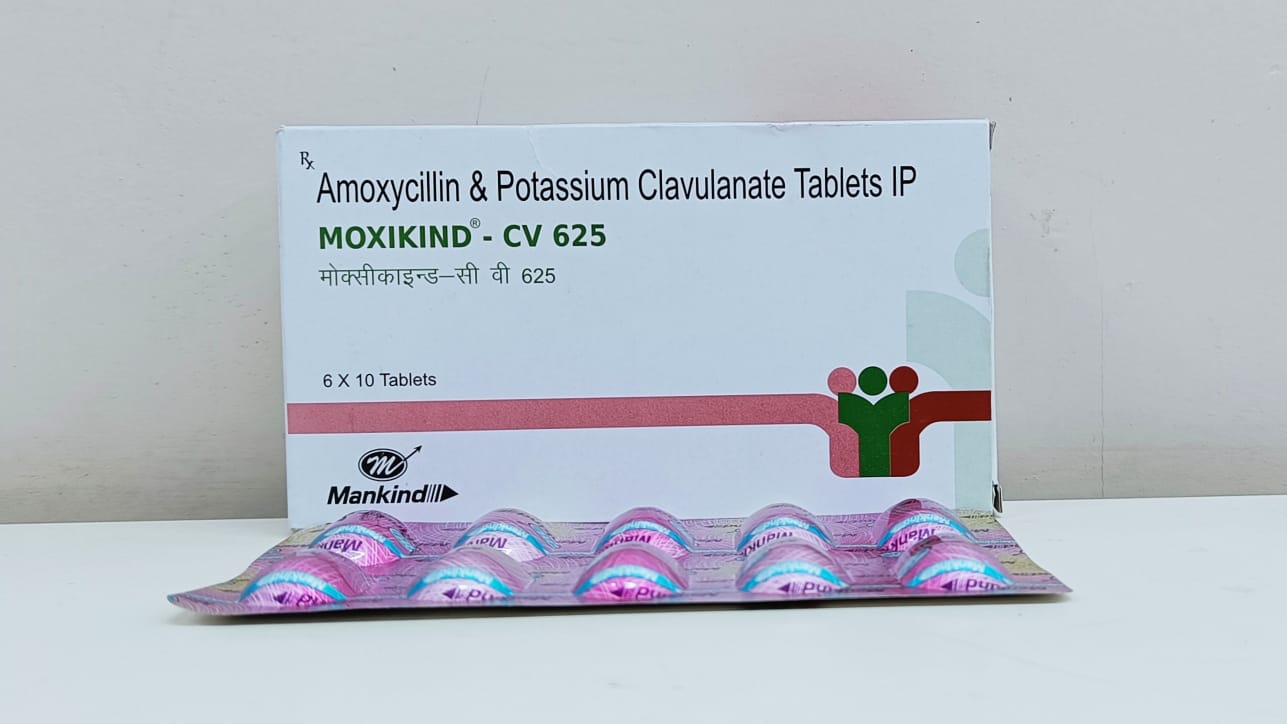 Rx
Amoxycillin & Potassium Clavulanate Tablets IP
MOXIKIND® - CV 625
मोक्सीकाइन्ड–सी वी 625
6 X 10 Tablets
m
Mankind